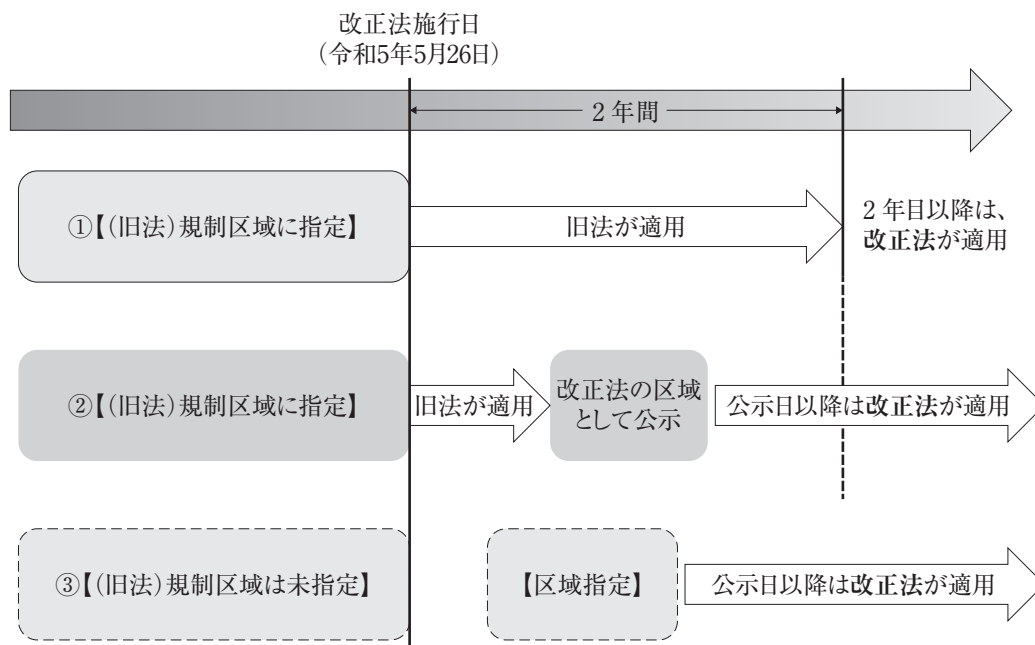 改正法施行日
（令和5年5月26日）
2年間
①【(旧法)規制区域に指定】
旧法が適用
2年目以降は、
改正法が適用
②【(旧法)規制区域に指定】
旧法が適用
改正法の区域
として公示
公示日以降は改正法が適用
③【(旧法)規制区域は未指定】
【区域指定】
公示日以降は改正法が適用